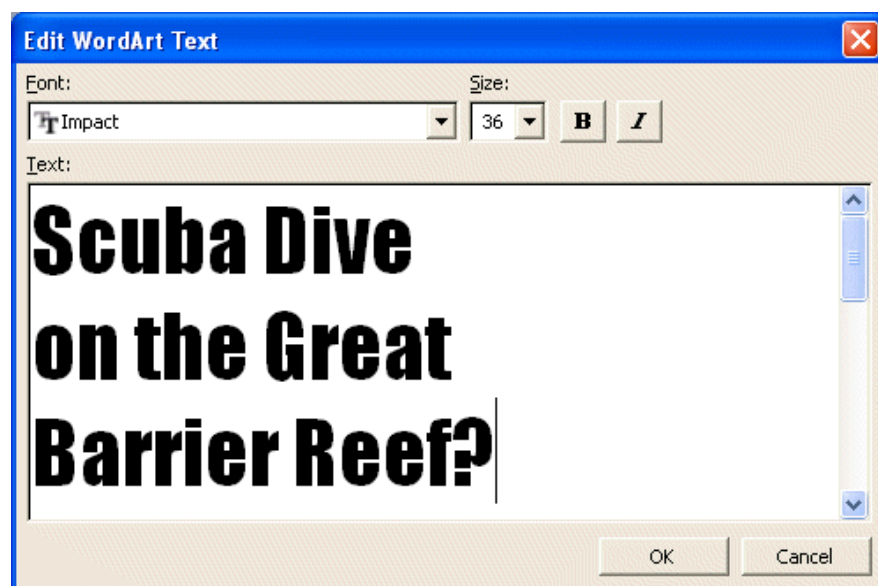 Edit WordArt Text
Font:
Size:
Impact
36
B
I
Text:
Scuba Dive
on the Great
Barrier Reef?
OK
Cancel